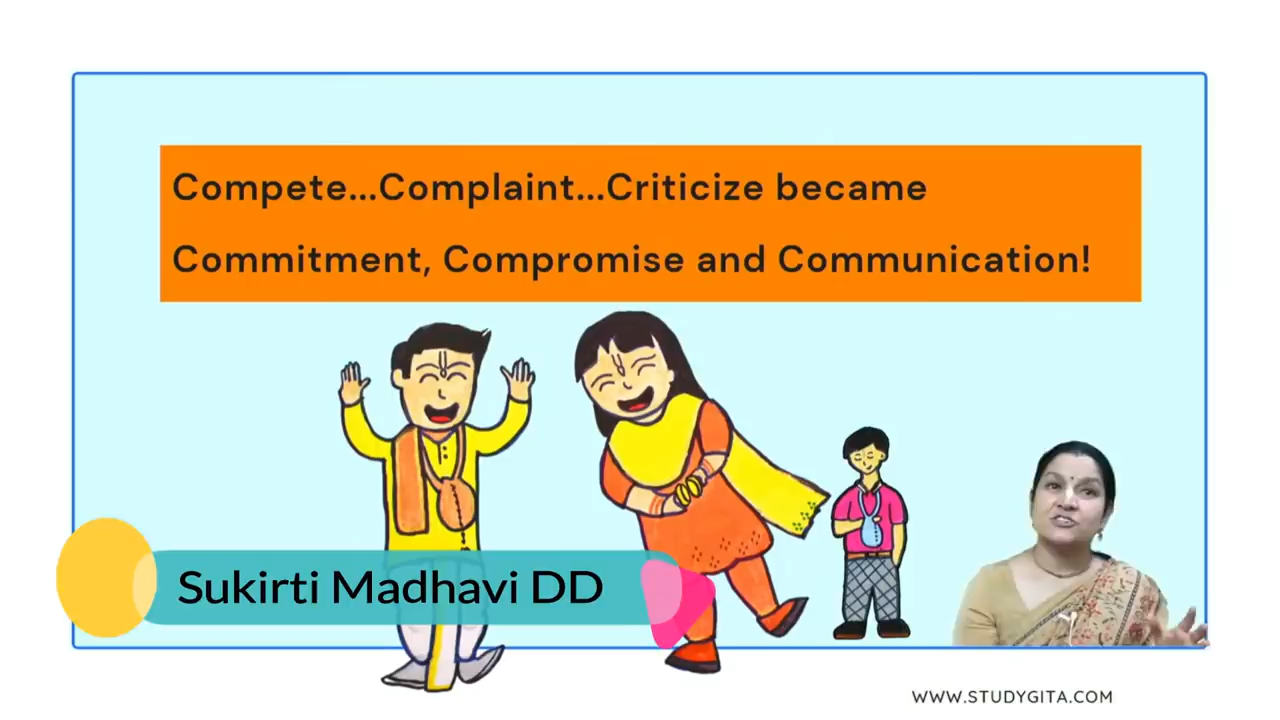 Compete...Complaint...Criticize became
Commitment, Compromise and Communication!
Sukirti Madhavi DD
WWW.STUDYGITA.COM